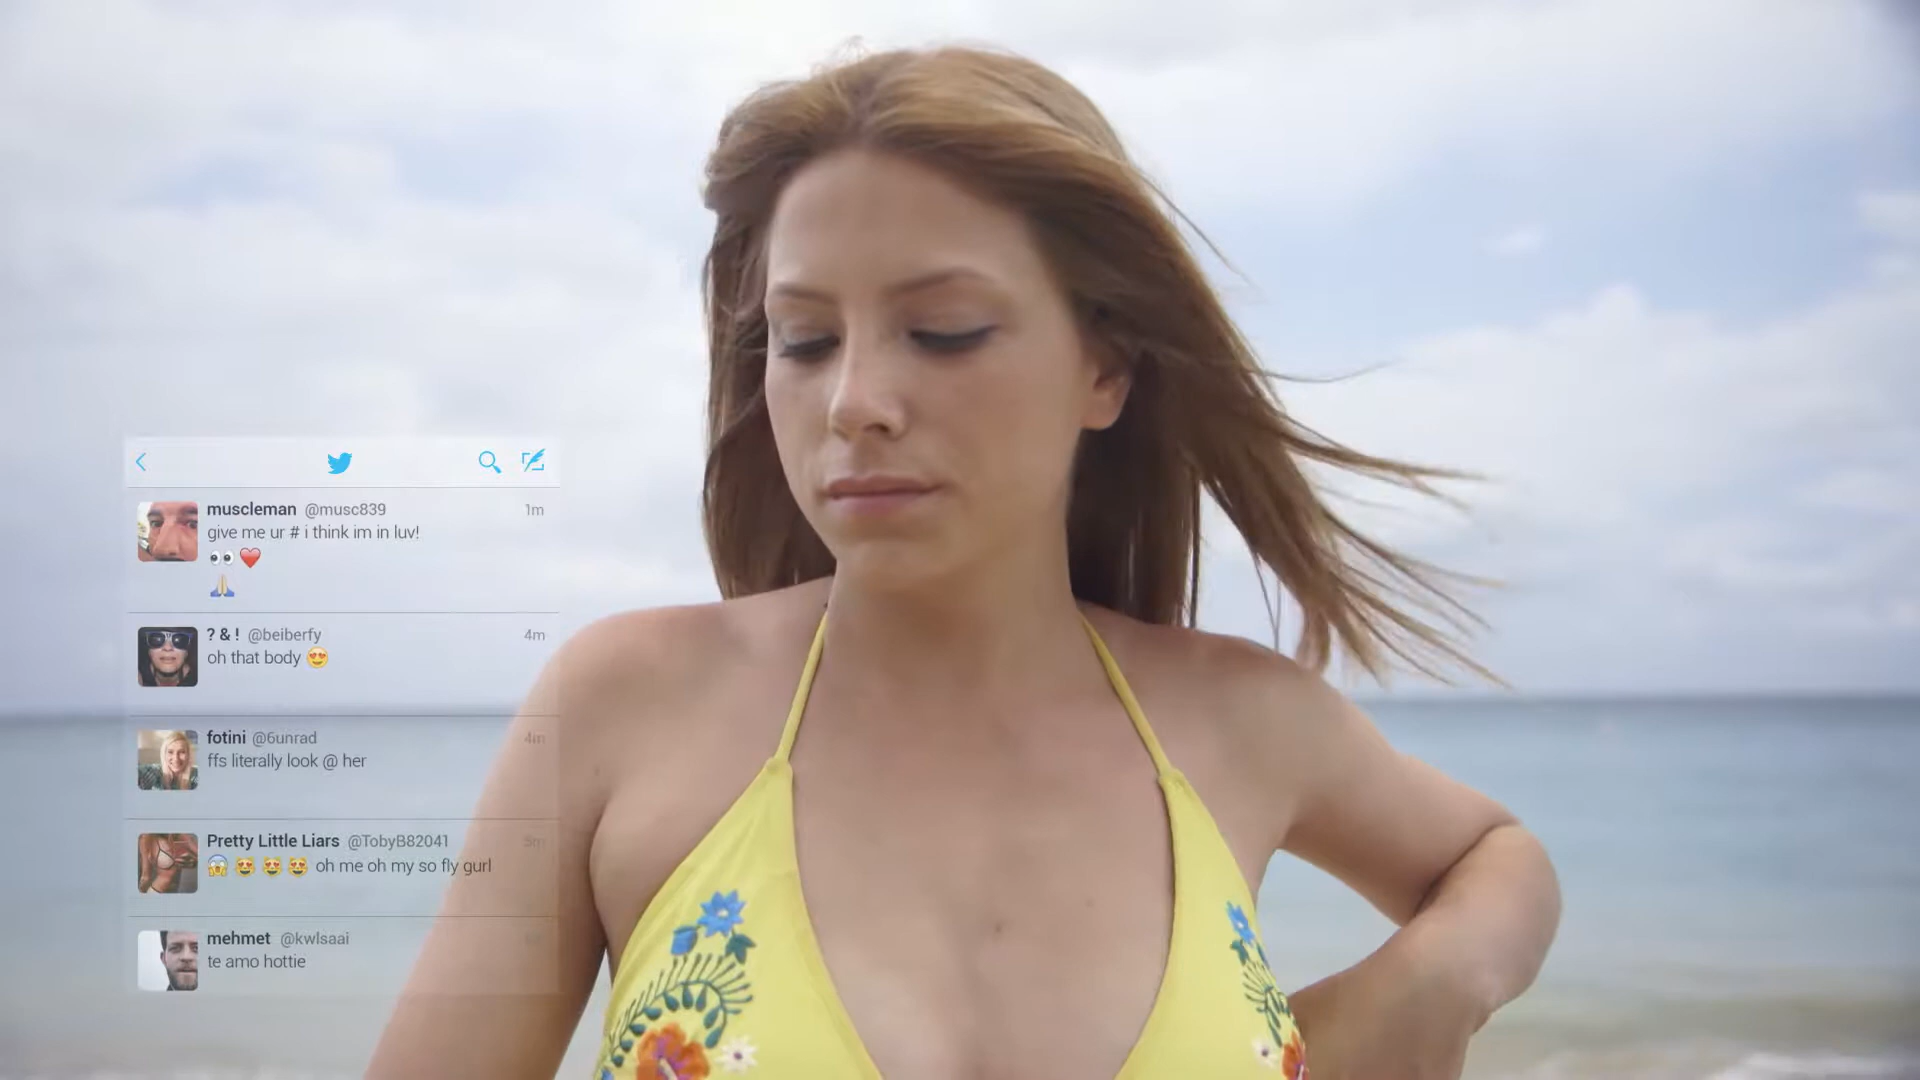 muscleman @musc839 1m
give me ur # i think im in luv!
👀 ❤️
🙏
? & ! @beiberfy 4m
oh that body 😍
fotini @6unrad 4m
ffs literally look @ her
Pretty Little Liars @TobyB82041 5m
😱 😻 😻 😻 oh me oh my so fly gurl
mehmet @kwlsaai
te amo hottie